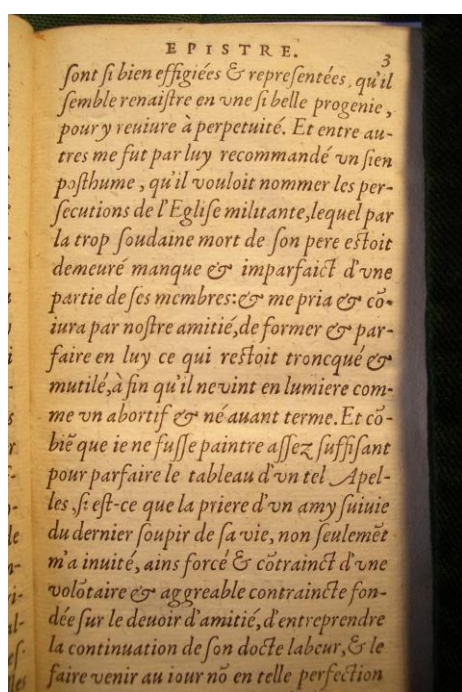 EPISTRE.
3
ſont ſi bien effigiées & repreſentées, qu'il
ſemble renaiſtre en vne ſi belle progenie,
pour y reuiure à perpetuité. Et entre au-
tres me fut par luy recommandé vn ſien
poſthume, qu'il vouloit nommer les per-
ſecutions de l'Egliſe militante, lequel par
la trop ſoudaine mort de ſon pere eſtoit
demeuré manque & imparfaict d'vne
partie de ſes membres: & me pria & cõ-
iura par noſtre amitié, de former & par-
faire en luy ce qui reſtoit troncqué &
mutilé, à fin qu'il ne vint en lumiere com-
me vn abortif & né auant terme. Et cõ-
biẽ que ie ne fuſſe paintre aſſez ſuffiſant
pour parfaire le tableau d'vn tel Apel-
les, ſi eſt-ce que la priere d'vn amy ſuiuie
du dernier ſoupir de ſa vie, non ſeulemẽt
m'a inuité, ains forcé & cõtrainct d'vne
volõtaire & aggreable contraincte fon-
dée ſur le deuoir d'amitié, d'entreprendre
la continuation de ſon docte labeur, & le
faire venir au iour nõ en telle perfection